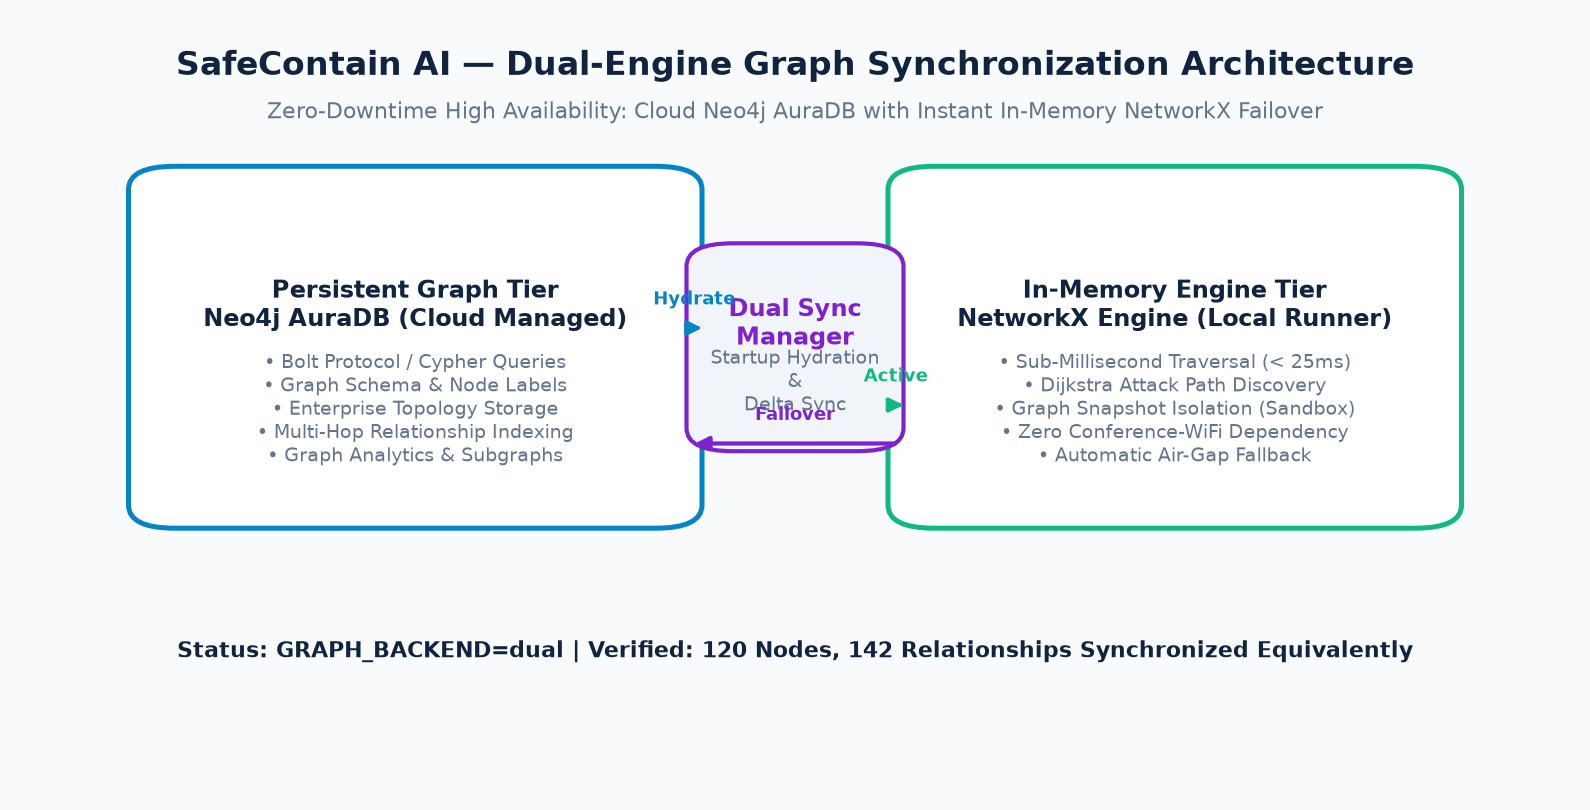 SafeContain AI — Dual-Engine Graph Synchronization Architecture
Zero-Downtime High Availability: Cloud Neo4j AuraDB with Instant In-Memory NetworkX Failover
Persistent Graph Tier
Neo4j AuraDB (Cloud Managed)
• Bolt Protocol / Cypher Queries
• Graph Schema & Node Labels
• Enterprise Topology Storage
• Multi-Hop Relationship Indexing
• Graph Analytics & Subgraphs
Hydrate
Dual Sync
Manager
Startup Hydration
&
Delta Sync
Active
Failover
In-Memory Engine Tier
NetworkX Engine (Local Runner)
• Sub-Millisecond Traversal (< 25ms)
• Dijkstra Attack Path Discovery
• Graph Snapshot Isolation (Sandbox)
• Zero Conference-WiFi Dependency
• Automatic Air-Gap Fallback
Status: GRAPH_BACKEND=dual | Verified: 120 Nodes, 142 Relationships Synchronized Equivalently